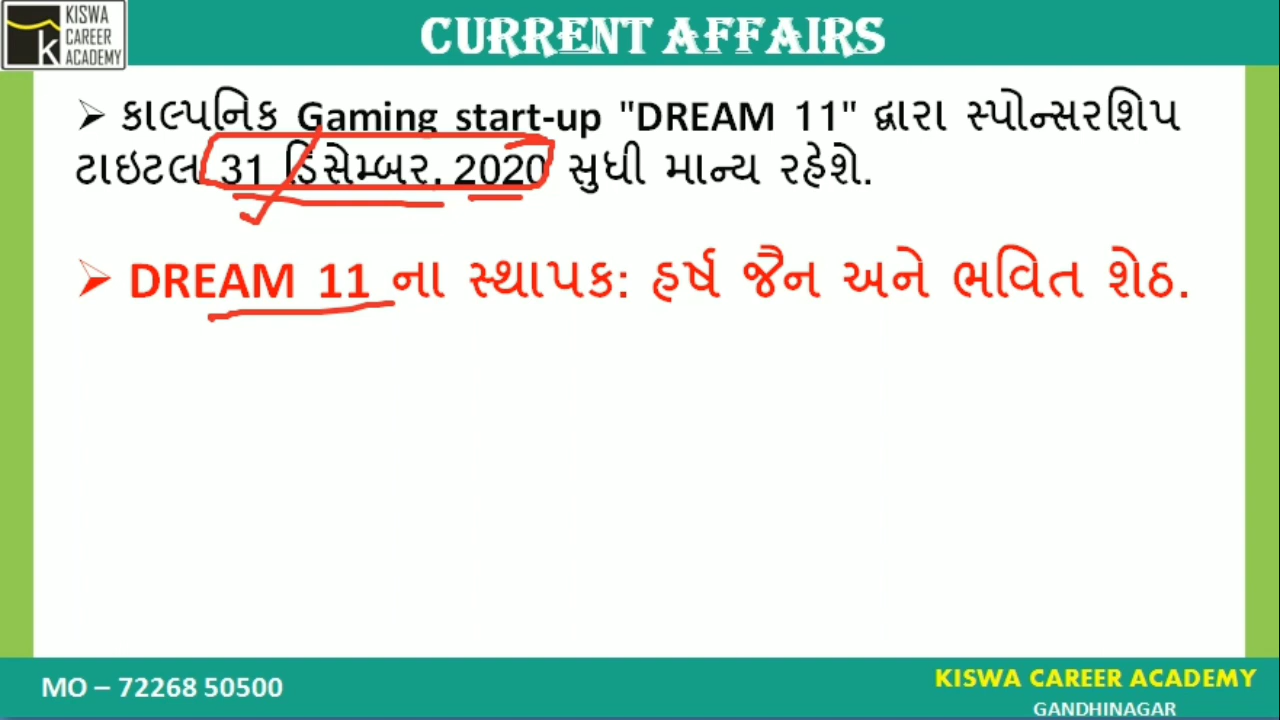 KISWA
CAREER
ACADEMY
CURRENT AFFAIRS
➢ કાલ્પનિક Gaming start-up "DREAM 11" દ્વારા સ્પોન્સરશિપ
ટાઇટલ 31 ડિસેમ્બર, 2020 સુધી માન્ય રહેશે.
➢ DREAM 11 ના સ્થાપક: હર્ષ જૈન અને ભવિત શેઠ.
MO – 72268 50500
KISWA CAREER ACADEMY
GANDHINAGAR